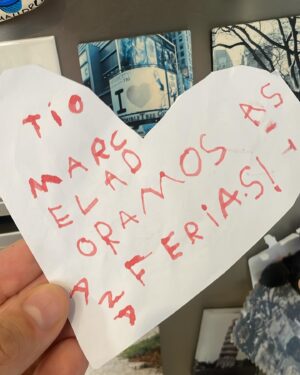 TiO
MARC
ELAD
ORAMOS AS
FERIAS!
ANA
I